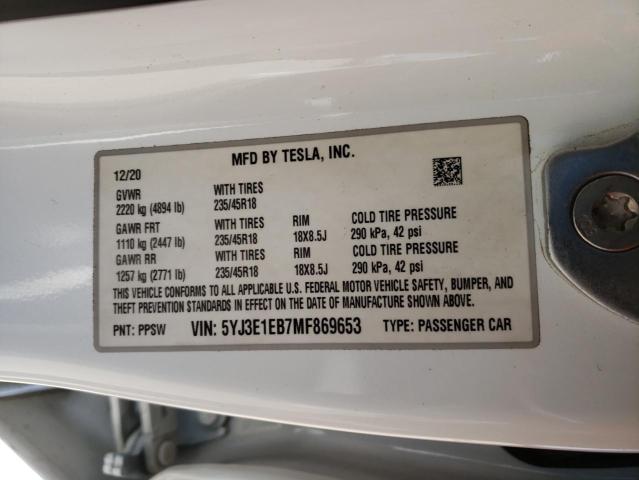 MFD BY TESLA, INC.
12/20
GVWR WITH TIRES
2220 kg (4894 lb) 235/45R18
GAWR FRT WITH TIRES RIM COLD TIRE PRESSURE
1110 kg (2447 lb) 235/45R18 18X8.5J 290 kPa, 42 psi
GAWR RR WITH TIRES RIM COLD TIRE PRESSURE
1257 kg (2771 lb) 235/45R18 18X8.5J 290 kPa, 42 psi
THIS VEHICLE CONFORMS TO ALL APPLICABLE U.S. FEDERAL MOTOR VEHICLE SAFETY, BUMPER, AND
THEFT PREVENTION STANDARDS IN EFFECT ON THE DATE OF MANUFACTURE SHOWN ABOVE.
PNT: PPSW VIN: 5YJ3E1EB7MF869653 TYPE: PASSENGER CAR